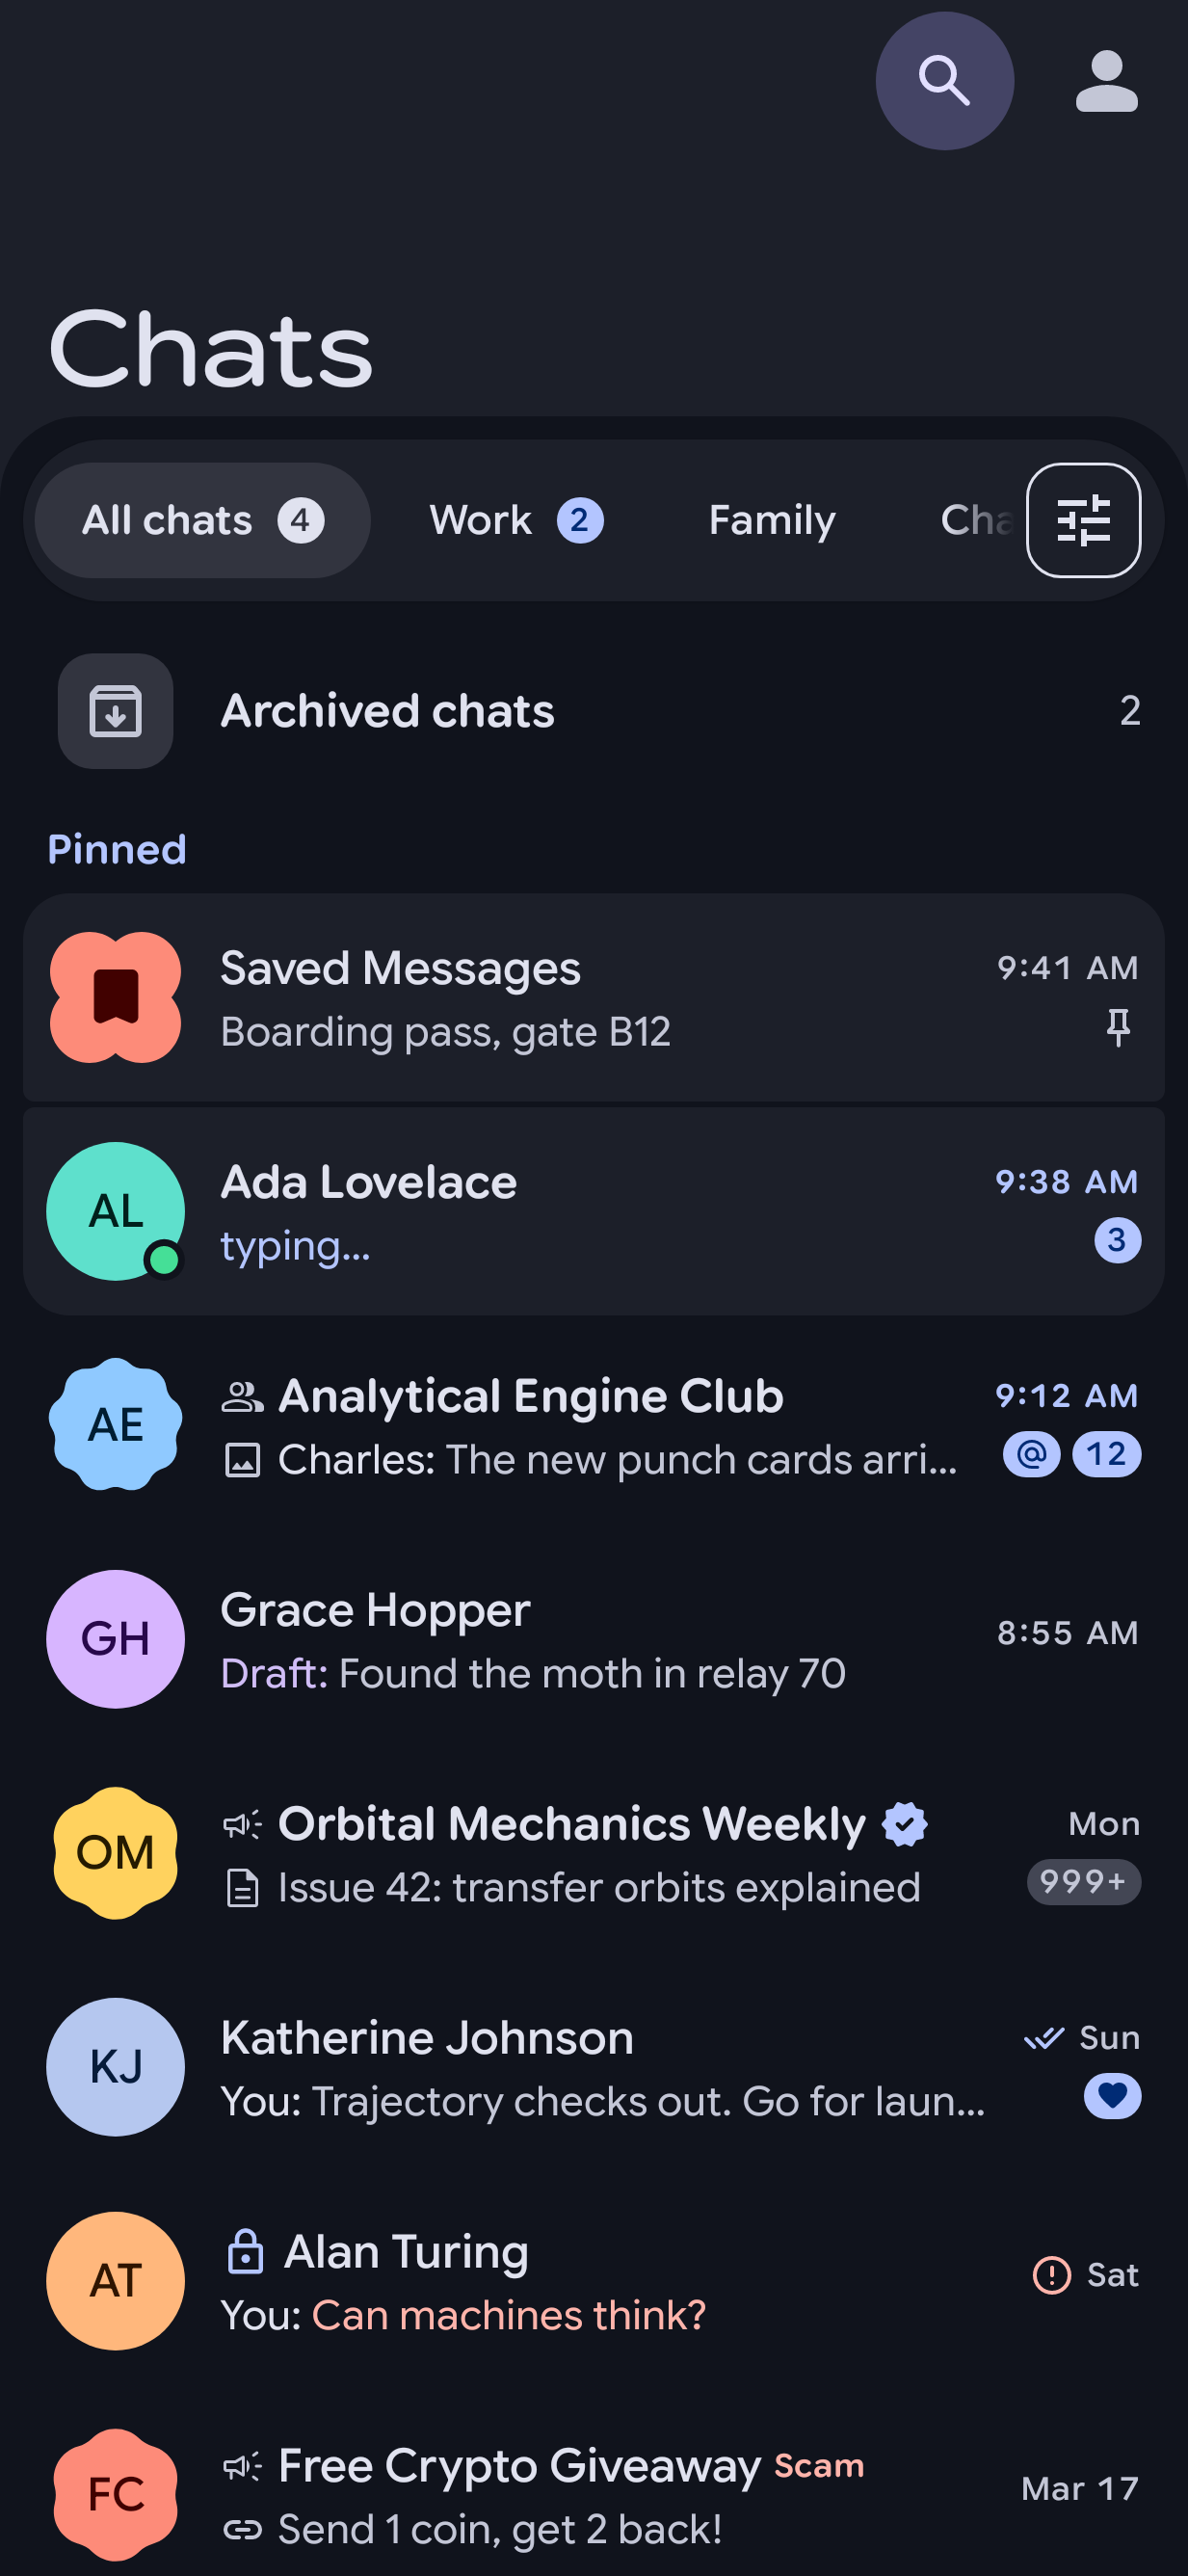 Chats
All chats 4 Work 2 Family Cha
Archived chats 2
Pinned
Saved Messages 9:41 AM
Boarding pass, gate B12
AL Ada Lovelace 9:38 AM
typing... 3
AE Analytical Engine Club 9:12 AM
Charles: The new punch cards arri... @ 12
GH Grace Hopper 8:55 AM
Draft: Found the moth in relay 70
OM Orbital Mechanics Weekly Mon
Issue 42: transfer orbits explained 999+
KJ Katherine Johnson Sun
You: Trajectory checks out. Go for laun...
AT Alan Turing Sat
You: Can machines think?
FC Free Crypto Giveaway Scam Mar 17
Send 1 coin, get 2 back!